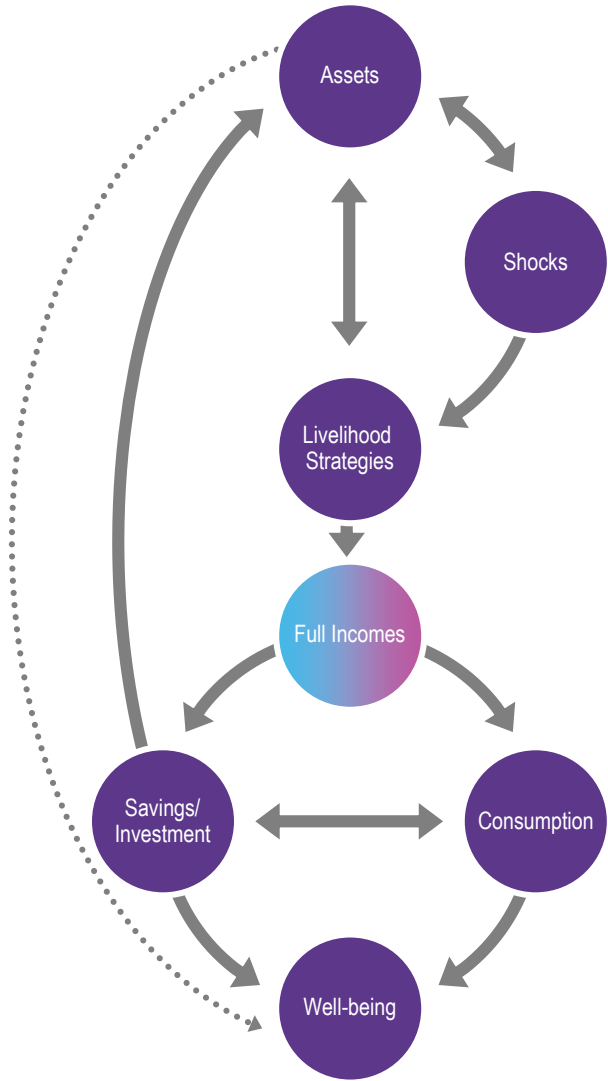 Assets
Shocks
Livelihood
Strategies
Full Incomes
Savings/
Investment
Consumption
Well-being